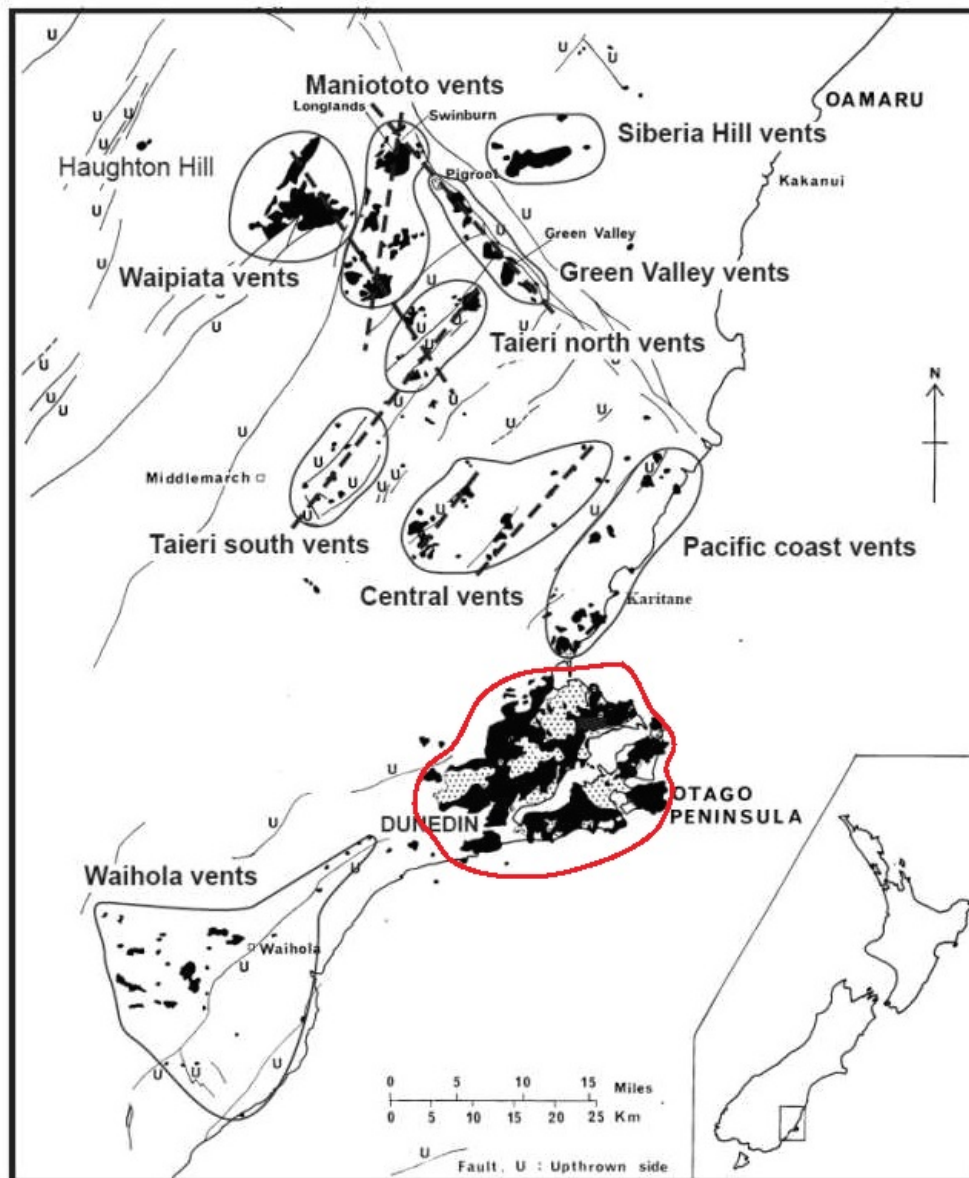 U
U
OAMARU
Maniototo vents
Longlands
Swinburn
Siberia Hill vents
Haughton Hill
Pigroot
Kakanui
Green Valley
Waipiata vents
Green Valley vents
Taieri north vents
N
Middlemarch
Taieri south vents
Pacific coast vents
Central vents
Karitane
OTAGO
PENINSULA
DUNEDIN
Waihola vents
Waihola
0 5 10 15 Miles
0 5 10 15 20 25 Km
U
Fault, U : Upthrown side